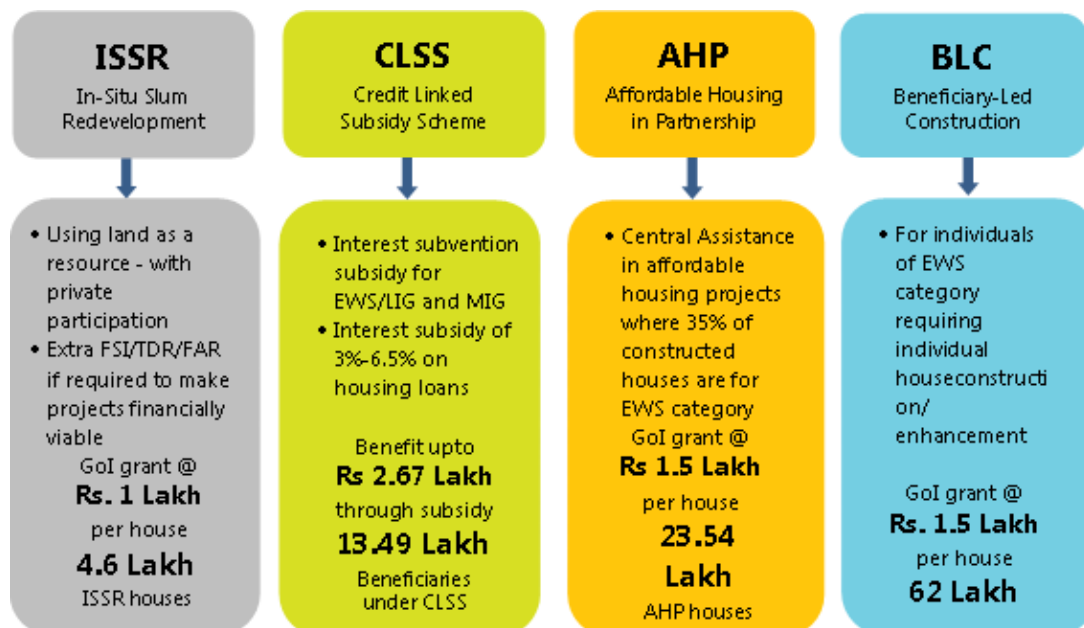 ISSR
In-Situ Slum
Redevelopment
• Using land as a
resource - with
private
participation
• Extra FSI/TDR/FAR
if required to make
projects financially
viable
GoI grant @
Rs. 1 Lakh
per house
4.6 Lakh
ISSR houses
CLSS
Credit Linked
Subsidy Scheme
• Interest subvention
subsidy for
EWS/LIG and MIG
• Interest subsidy of
3%-6.5% on
housing loans
Benefit upto
Rs 2.67 Lakh
through subsidy
13.49 Lakh
Beneficiaries
under CLSS
AHP
Affordable Housing
in Partnership
• Central Assistance
in affordable
housing projects
where 35% of
constructed
houses are for
EWS category
GoI grant @
Rs 1.5 Lakh
per house
23.54
Lakh
AHP houses
BLC
Beneficiary-Led
Construction
• For individuals
of EWS
category
requiring
individual
houseconstructi
on/
enhancement
GoI grant @
Rs. 1.5 Lakh
per house
62 Lakh